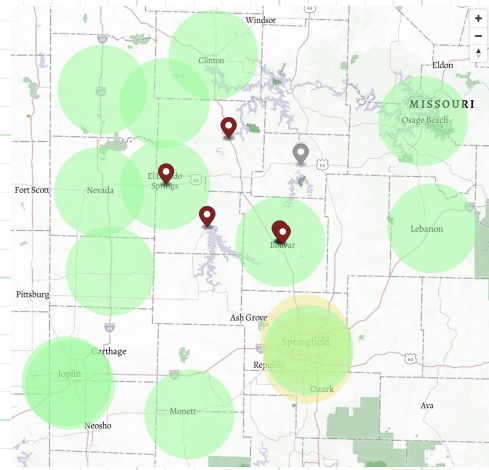 Windsor
Clinton
Eldon
MISSOURI
Osage Beach
El Dorado
Springs
Fort Scott
Nevada
Lebanon
Bolivar
Pittsburg
Ash Grove
Springfield
Carthage
Republic
Joplin
Ozark
Monett
Ava
Neosho
+
−